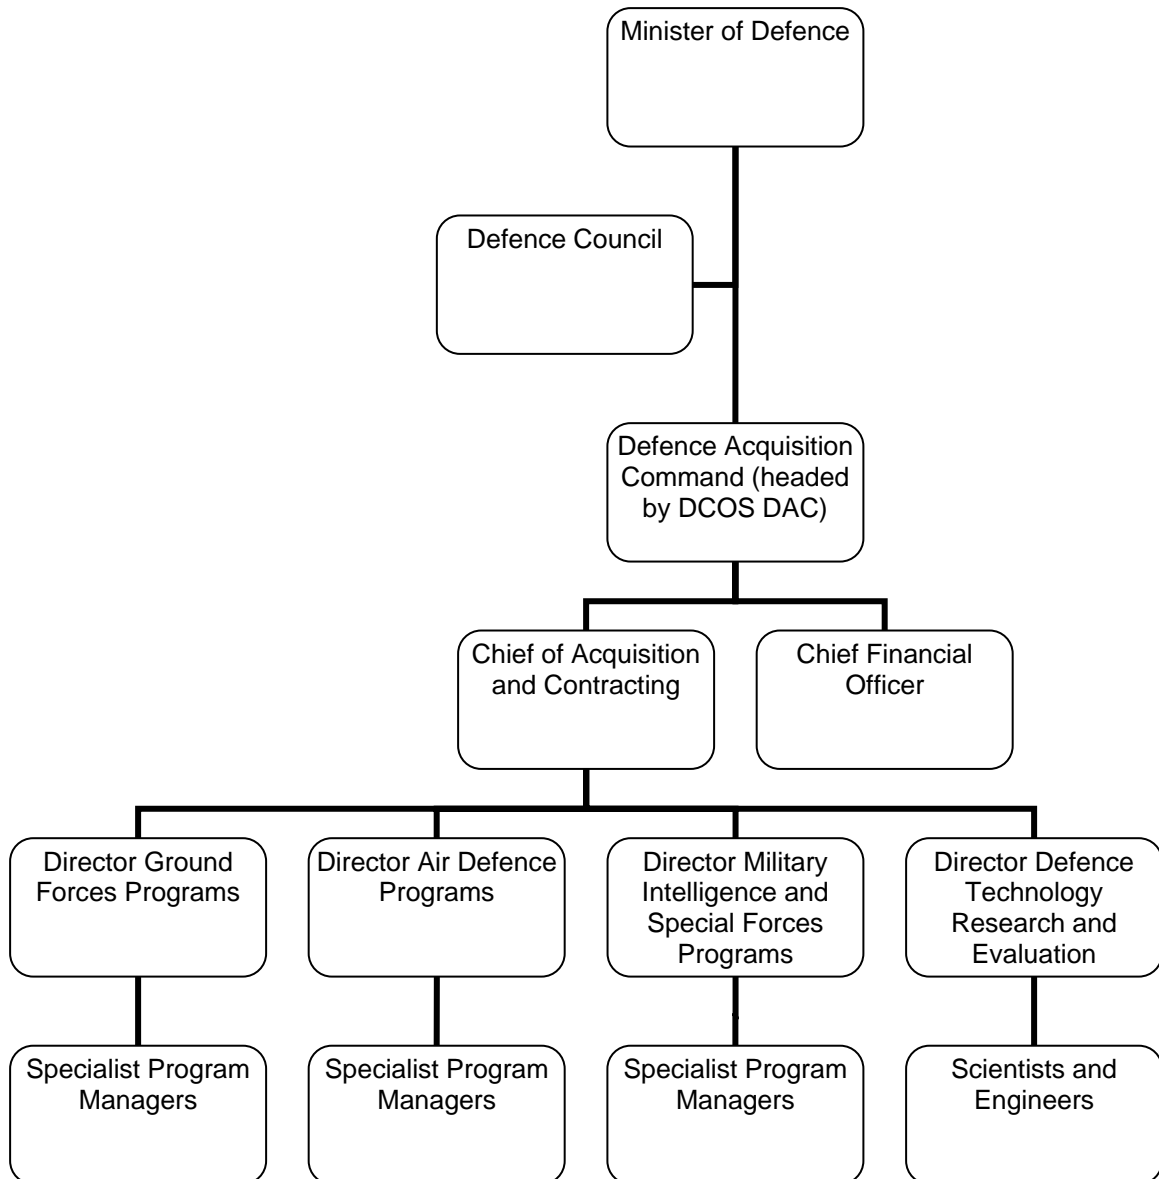 Minister of Defence
Defence Council
Defence Acquisition
Command (headed
by DCOS DAC)
Chief of Acquisition
and Contracting
Chief Financial
Officer
Director Ground
Forces Programs
Director Air Defence
Programs
Director Military
Intelligence and
Special Forces
Programs
Director Defence
Technology
Research and
Evaluation
Specialist Program
Managers
Specialist Program
Managers
Specialist Program
Managers
Scientists and
Engineers